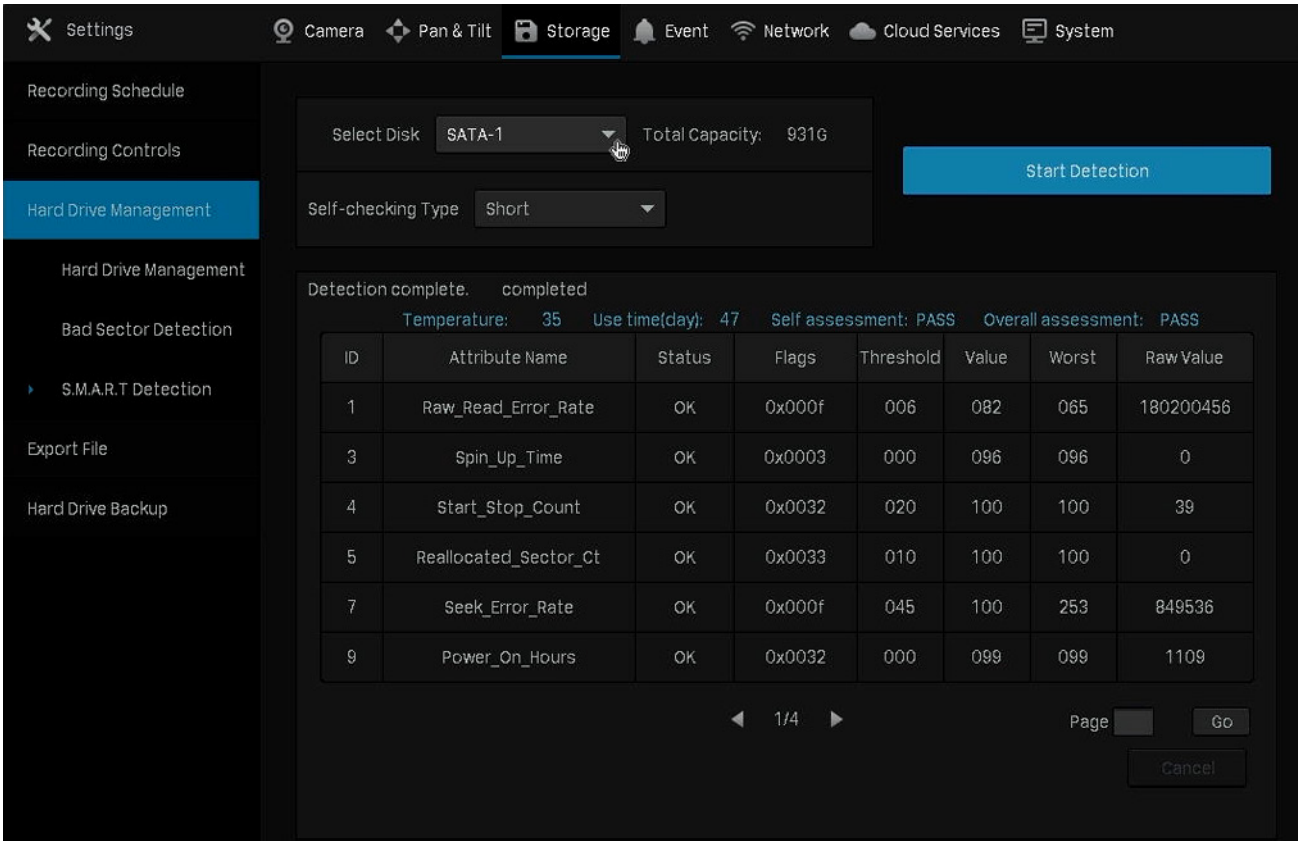 Settings Camera Pan & Tilt Storage Event Network Cloud Services System
Recording Schedule
Recording Controls
Hard Drive Management
Hard Drive Management
Bad Sector Detection
S.M.A.R.T Detection
Export File
Hard Drive Backup
Select Disk SATA-1 Total Capacity: 931G
Start Detection
Self-checking Type Short
Detection complete. completed
Temperature: 35 Use time(day): 47 Self assessment: PASS Overall assessment: PASS
ID Attribute Name Status Flags Threshold Value Worst Raw Value
1 Raw_Read_Error_Rate OK 0x000f 006 082 065 180200456
3 Spin_Up_Time OK 0x0003 000 096 096 0
4 Start_Stop_Count OK 0x0032 020 100 100 39
5 Reallocated_Sector_Ct OK 0x0033 010 100 100 0
7 Seek_Error_Rate OK 0x000f 045 100 253 849536
9 Power_On_Hours OK 0x0032 000 099 099 1109
1/4 Page Go
Cancel